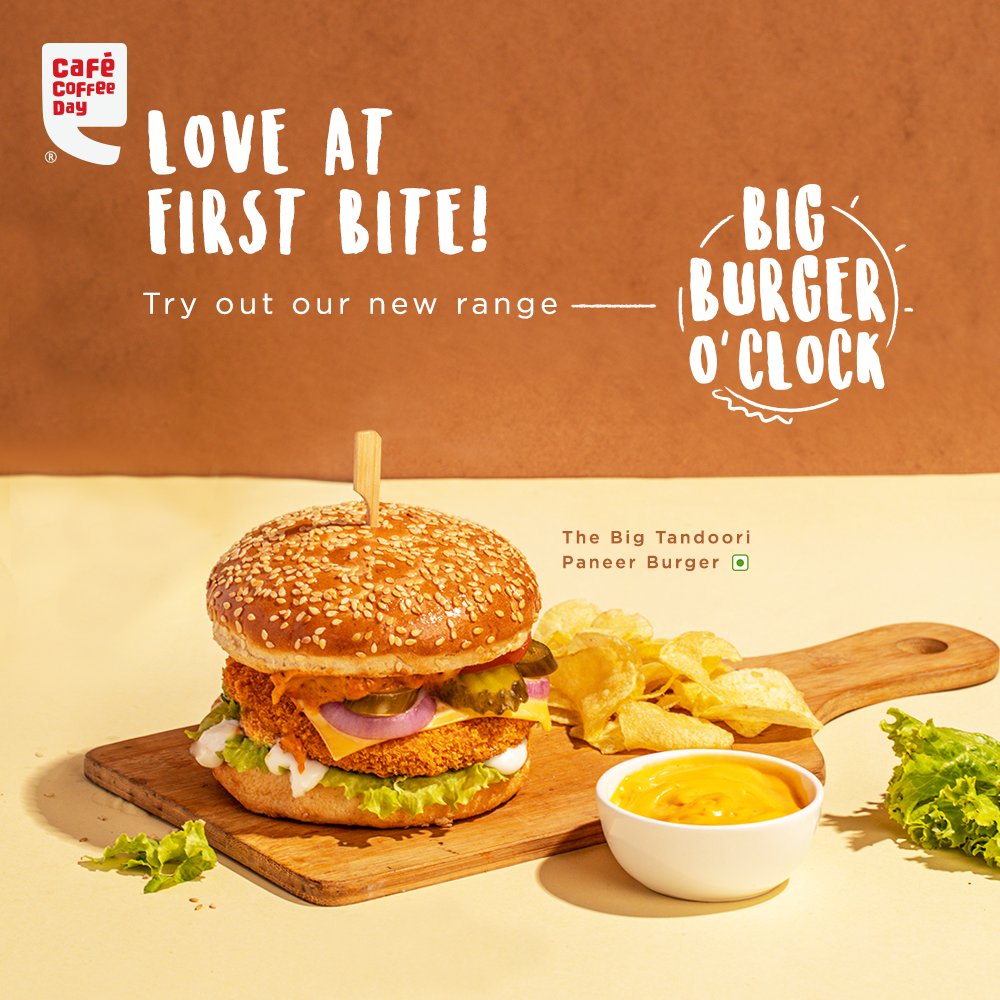 Café
Coffee
Day
®
LOVE AT
FIRST BITE!
Try out our new range
BIG
BURGER
O'CLOCK
The Big Tandoori
Paneer Burger